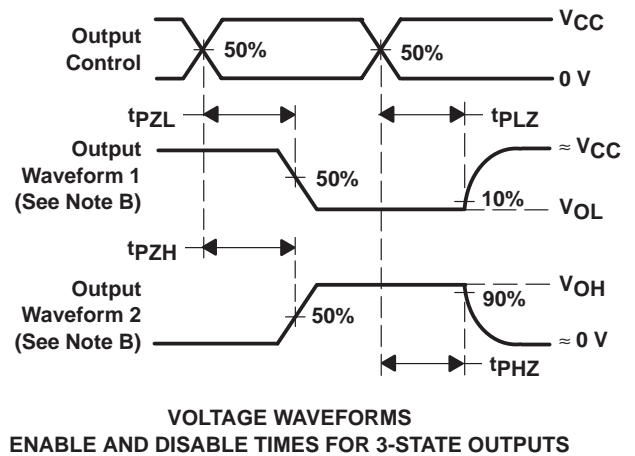 Output
Control
50%
50%
VCC
0 V
tPZL
tPLZ
Output
Waveform 1
(See Note B)
50%
10%
≈ VCC
VOL
tPZH
Output
Waveform 2
(See Note B)
50%
90%
VOH
≈ 0 V
tPHZ
VOLTAGE WAVEFORMS
ENABLE AND DISABLE TIMES FOR 3-STATE OUTPUTS